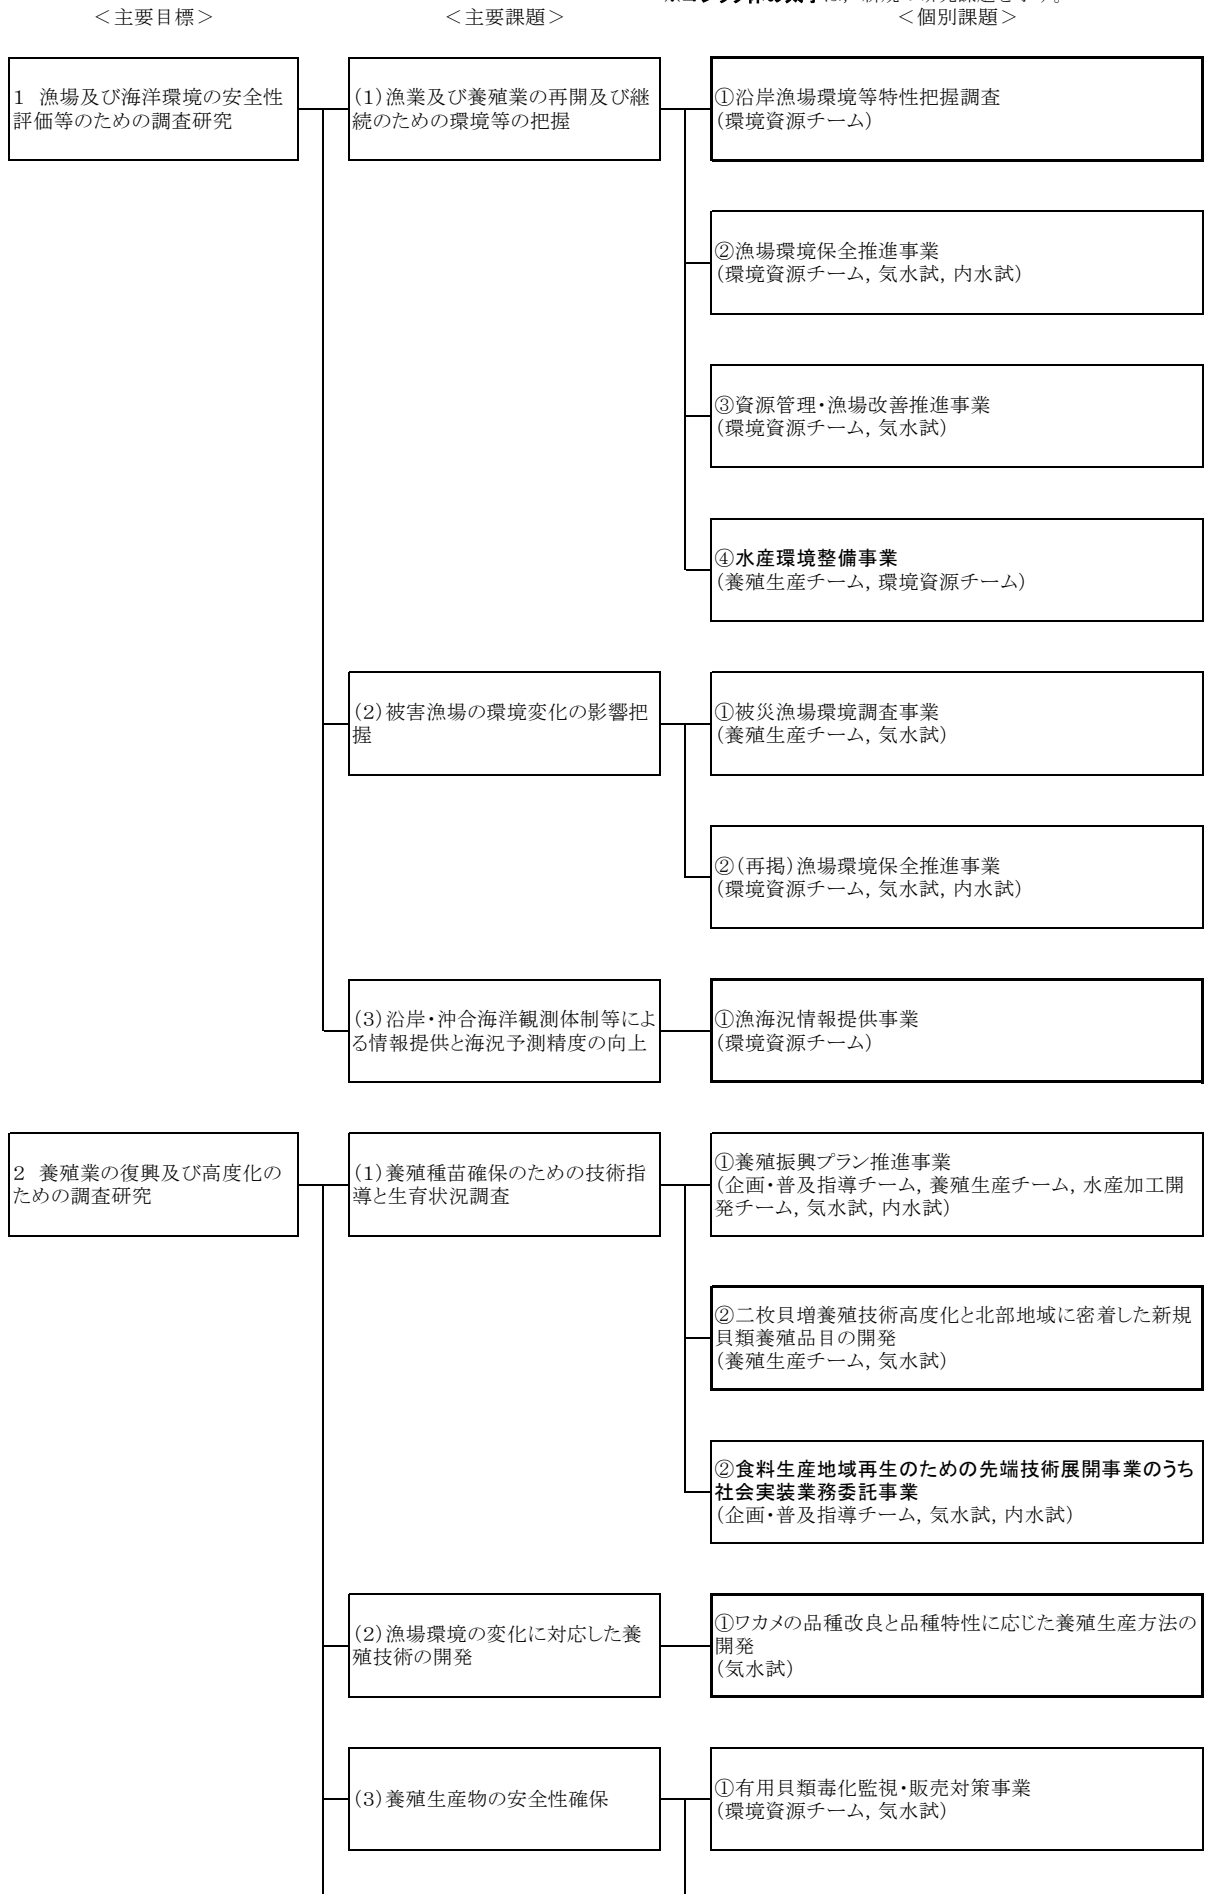 ＜主要目標＞
＜主要課題＞
＜個別課題＞
1 漁場及び海洋環境の安全性
評価等のための調査研究
(1)漁業及び養殖業の再開及び継
続のための環境等の把握
①沿岸漁場環境等特性把握調査
(環境資源チーム)
②漁場環境保全推進事業
(環境資源チーム, 気水試, 内水試)
③資源管理・漁場改善推進事業
(環境資源チーム, 気水試)
④水産環境整備事業
(養殖生産チーム, 環境資源チーム)
(2)被害漁場の環境変化の影響把
握
①被災漁場環境調査事業
(養殖生産チーム, 気水試)
②(再掲)漁場環境保全推進事業
(環境資源チーム, 気水試, 内水試)
(3)沿岸・沖合海洋観測体制等によ
る情報提供と海況予測精度の向上
①漁海況情報提供事業
(環境資源チーム)
2 養殖業の復興及び高度化の
ための調査研究
(1)養殖種苗確保のための技術指
導と生育状況調査
①養殖振興プラン推進事業
(企画・普及指導チーム, 養殖生産チーム, 水産加工開
発チーム, 気水試, 内水試)
②二枚貝増養殖技術高度化と北部地域に密着した新規
貝類養殖品目の開発
(養殖生産チーム, 気水試)
②食料生産地域再生のための先端技術展開事業のうち
社会実装業務委託事業
(企画・普及指導チーム, 気水試, 内水試)
(2)漁場環境の変化に対応した養
殖技術の開発
①ワカメの品種改良と品種特性に応じた養殖生産方法の
開発
(気水試)
(3)養殖生産物の安全性確保
①有用貝類毒化監視・販売対策事業
(環境資源チーム, 気水試)